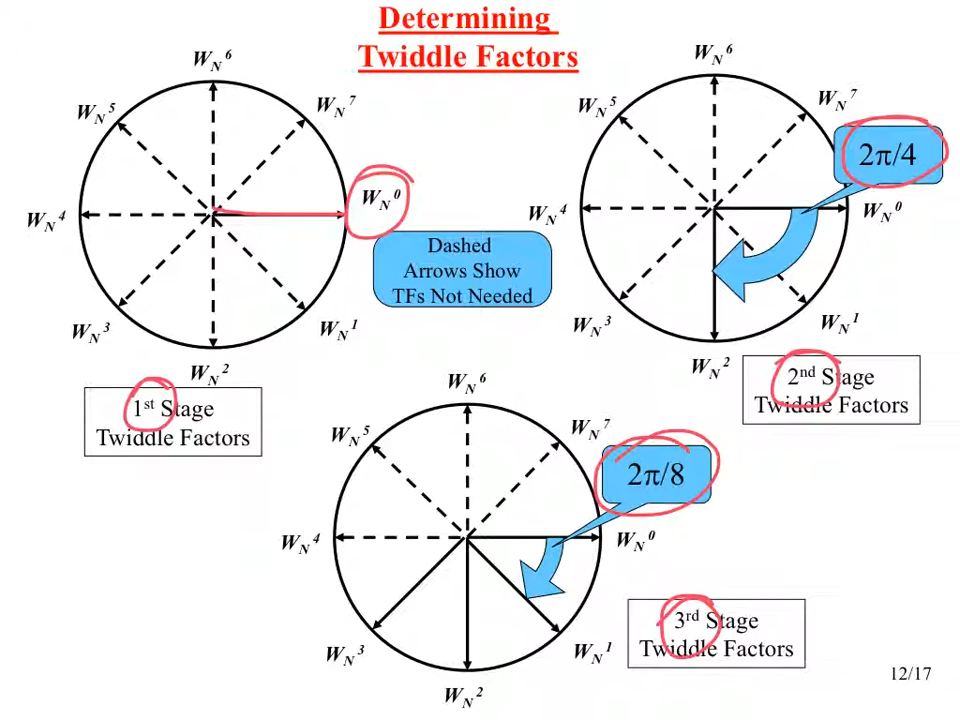 Determining
Twiddle Factors
W_N^6
W_N^5
W_N^7
W_N^4
W_N^0
W_N^3
W_N^1
W_N^2
Dashed
Arrows Show
TFs Not Needed
1st Stage
Twiddle Factors
W_N^6
W_N^5
W_N^7
2π/4
W_N^4
W_N^0
W_N^3
W_N^1
W_N^2
2nd Stage
Twiddle Factors
W_N^6
W_N^5
W_N^7
2π/8
W_N^4
W_N^0
W_N^3
W_N^1
W_N^2
3rd Stage
Twiddle Factors
12/17